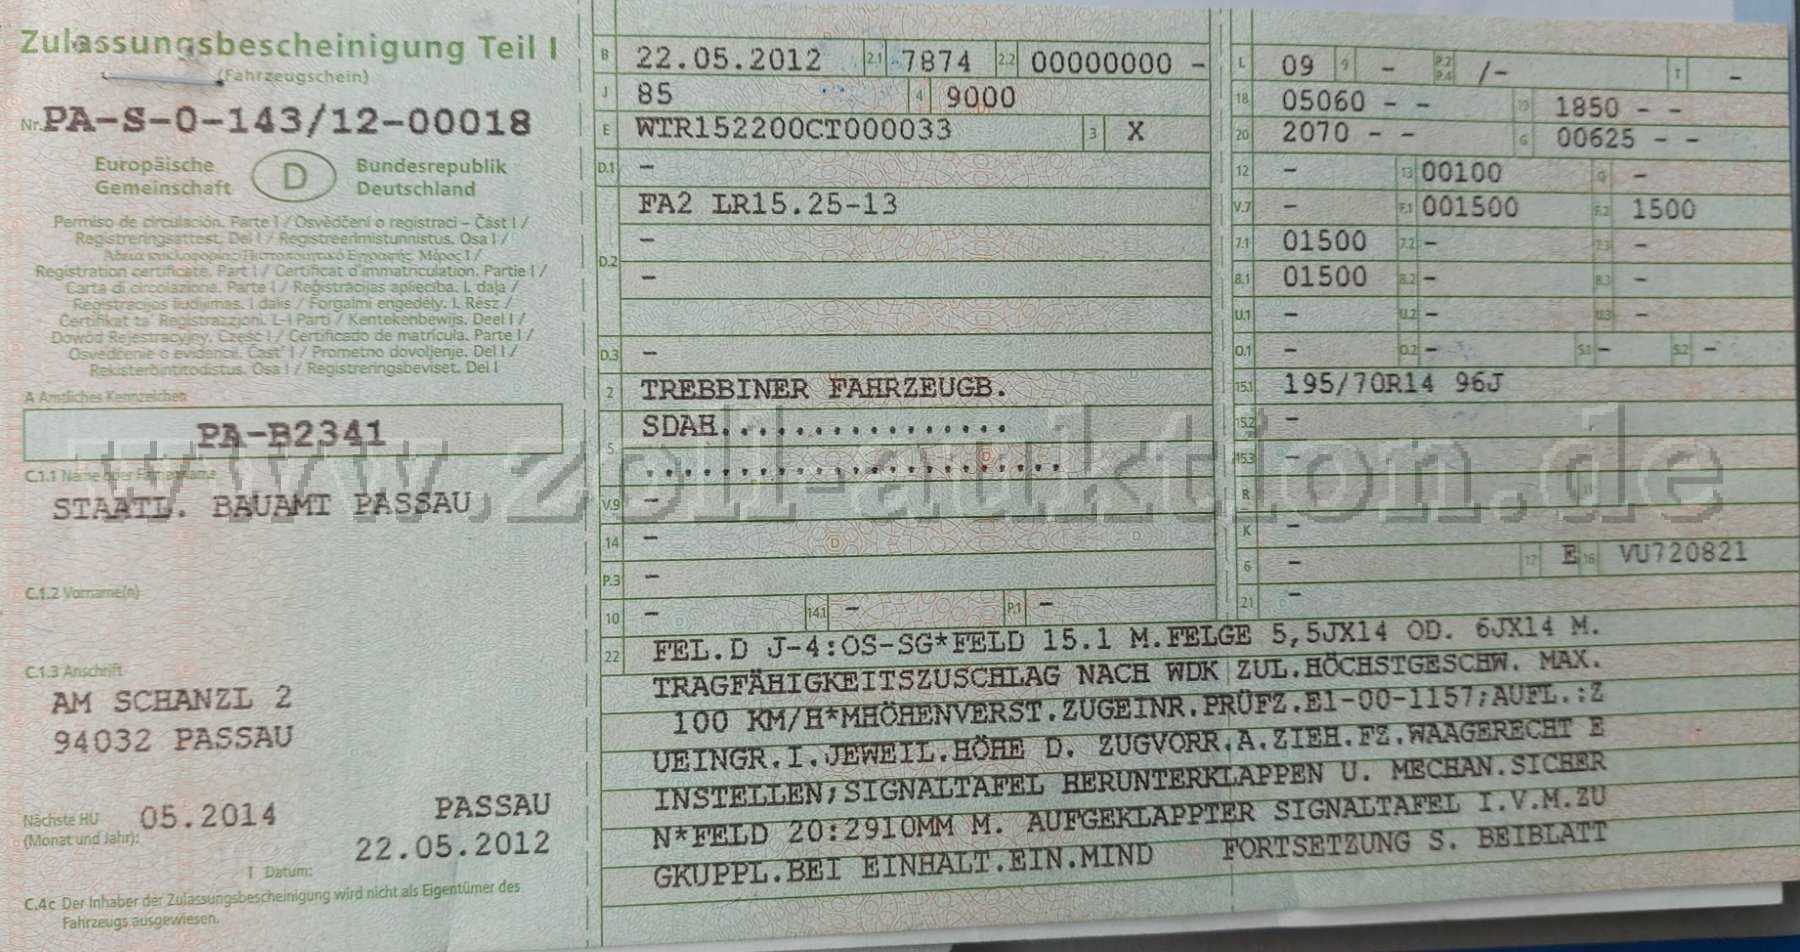 Zulassungsbescheinigung Teil I
(Fahrzeugschein)
Nr. PA-S-0-143/12-00018
Europäische Gemeinschaft
D
Bundesrepublik Deutschland
Permiso de circulación. Parte I / Osvědčení o registraci – Část I /
Registreringsattest. Del I / Registreerimistunnistus. Osa I /
Άδεια κυκλοφορίας. Πιστοποιητικό Εγγραφής. Μέρος I /
Registration certificate. Part I / Certificat d'immatriculation. Partie I /
Carta di circolazione. Parte I / Reģistrācijas apliecība. I. daļa /
Registracijos liudijimas. I dalis / Forgalmi engedély. I. Rész /
Ċertifikat ta' Reġistrazzjoni. L-I Parti / Kentekenbewijs. Deel I /
Dowód Rejestracyjny. Część I / Certificado de matrícula. Parte I /
Osvedčenie o evidencii. Časť I / Prometno dovoljenje. Del I /
Rekisteröintitodistus. Osa I / Registreringsbeviset. Del I
A Amtliches Kennzeichen
PA-B2341
C.1.1 Name oder Firmenname
STAATL. BAUAMT PASSAU
C.1.2 Vorname(n)
C.1.3 Anschrift
AM SCHANZL 2
94032 PASSAU
Nächste HU (Monat und Jahr): 05.2014
PASSAU
22.05.2012
I Datum:
C.4c Der Inhaber der Zulassungsbescheinigung wird nicht als Eigentümer des
Fahrzeugs ausgewiesen.
B 22.05.2012 2.1 7874 2.2 00000000 -
J 85 4 9000
E WTR152200CT000033 3 X
D.1 -
FA2 LR15.25-13
D.2 -
-
D.3 -
2 TREBBINER FAHRZEUGB.
5 SDAH................
.......................
V.9 -
14 -
P.3 -
10 - 14.1 - P.1 -
L 09 9 - P.2 P.4 /- T -
18 05060 - - 19 1850 - -
20 2070 - - G 00625 - -
12 - 13 00100 Q -
V.7 - F.1 001500 F.2 1500
7.1 01500 7.2 - 7.3 -
8.1 01500 8.2 - 8.3 -
U.1 - U.2 - U.3 -
O.1 - O.2 - S.1 - S.2 -
15.1 195/70R14 96J
15.2 -
15.3 -
R -
K -
6 - 17 E 16 VU720821
21 -
22 FEL.D J-4:OS-SG*FELD 15.1 M.FELGE 5,5JX14 OD. 6JX14 M.
TRAGFÄHIGKEITSZUSCHLAG NACH WDK ZUL.HÖCHSTGESCHW. MAX.
100 KM/H*MHÖHENVERST.ZUGEINR.PRÜFZ.E1-00-1157;AUFL.:Z
UEINGR.I.JEWEIL.HÖHE D. ZUGVORR.A.ZIEH.FZ.WAAGERECHT E
INSTELLEN;SIGNALTAFEL HERUNTERKLAPPEN U. MECHAN.SICHER
N*FELD 20:2910MM M. AUFGEKLAPPTER SIGNALTAFEL I.V.M.ZU
GKUPPL.BEI EINHALT.EIN.MIND FORTSETZUNG S. BEIBLATT
www.zoll-auktion.de